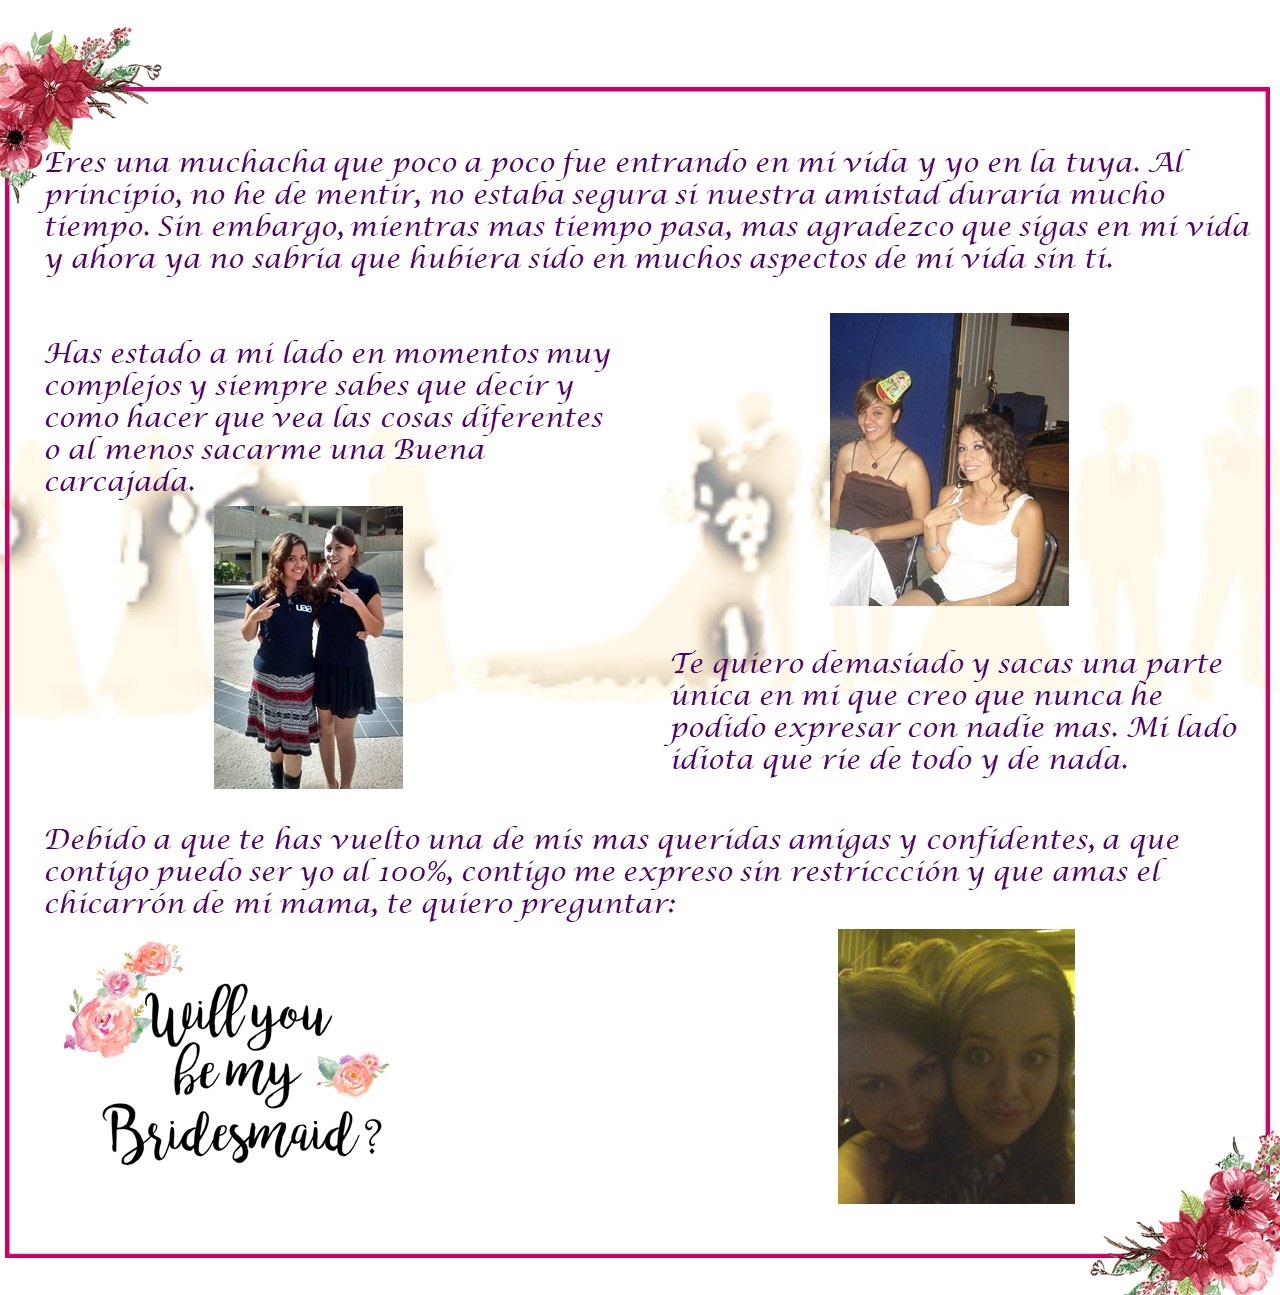 Eres una muchacha que poco a poco fue entrando en mi vida y yo en la tuya. Al
principio, no he de mentir, no estaba segura si nuestra amistad duraría mucho
tiempo. Sin embargo, mientras mas tiempo pasa, mas agradezco que sigas en mi vida
y ahora ya no sabría que hubiera sido en muchos aspectos de mi vida sin ti.
Has estado a mi lado en momentos muy
complejos y siempre sabes que decir y
como hacer que vea las cosas diferentes
o al menos sacarme una Buena
carcajada.
Te quiero demasiado y sacas una parte
única en mi que creo que nunca he
podido expresar con nadie mas. Mi lado
idiota que ríe de todo y de nada.
Debido a que te has vuelto una de mis mas queridas amigas y confidentes, a que
contigo puedo ser yo al 100%, contigo me expreso sin restriccción y que amas el
chicarrón de mi mama, te quiero preguntar:
Will you
be my
Bridesmaid?